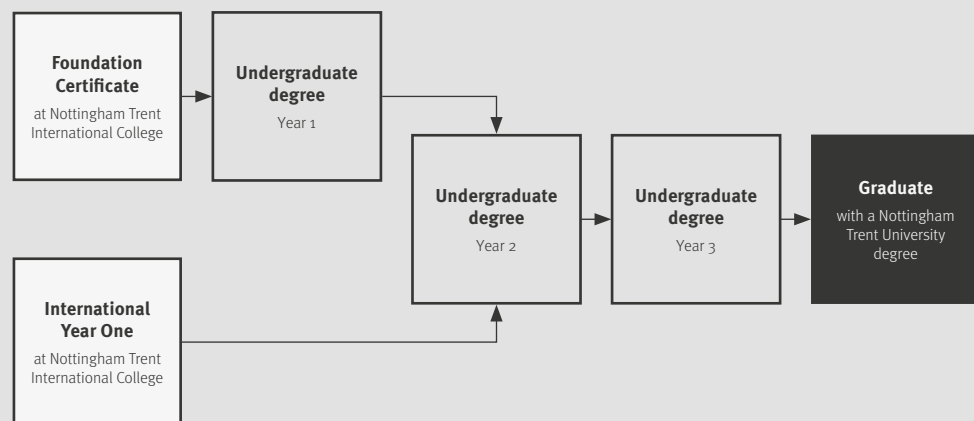 Foundation
Certificate
at Nottingham Trent
International College
Undergraduate
degree
Year 1
Undergraduate
degree
Year 2
Undergraduate
degree
Year 3
Graduate
with a Nottingham
Trent University
degree
International
Year One
at Nottingham Trent
International College